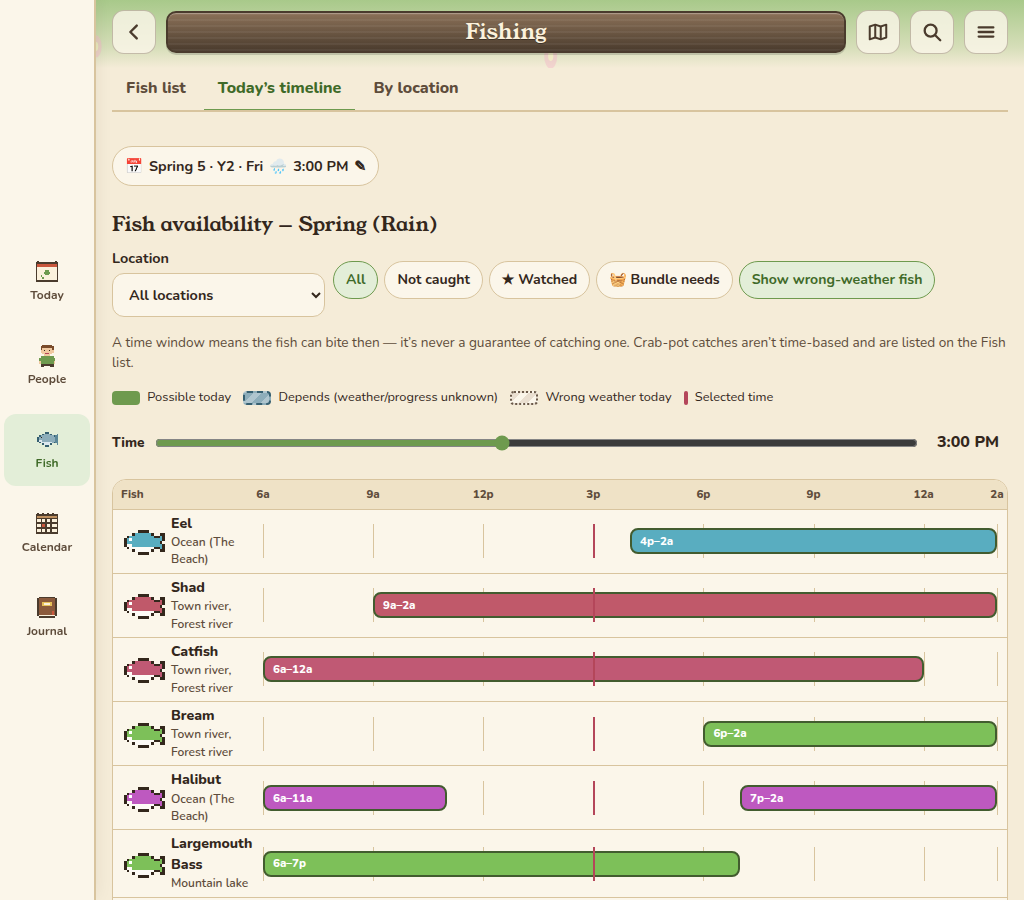 Fishing
Fish list Today's timeline By location
Spring 5 · Y2 · Fri 3:00 PM ✎
Fish availability — Spring (Rain)
Location
All locations All Not caught ★ Watched Bundle needs Show wrong-weather fish
A time window means the fish can bite then — it's never a guarantee of catching one. Crab-pot catches aren't time-based and are listed on the Fish
list.
Possible today Depends (weather/progress unknown) Wrong weather today Selected time
Time 3:00 PM
Fish 6a 9a 12p 3p 6p 9p 12a 2a
Eel
Ocean (The
Beach)
4p–2a
Shad
Town river,
Forest river
9a–2a
Catfish
Town river,
Forest river
6a–12a
Bream
Town river,
Forest river
6p–2a
Halibut
Ocean (The
Beach)
6a–11a 7p–2a
Largemouth
Bass
Mountain lake
6a–7p
Today
People
Fish
Calendar
Journal